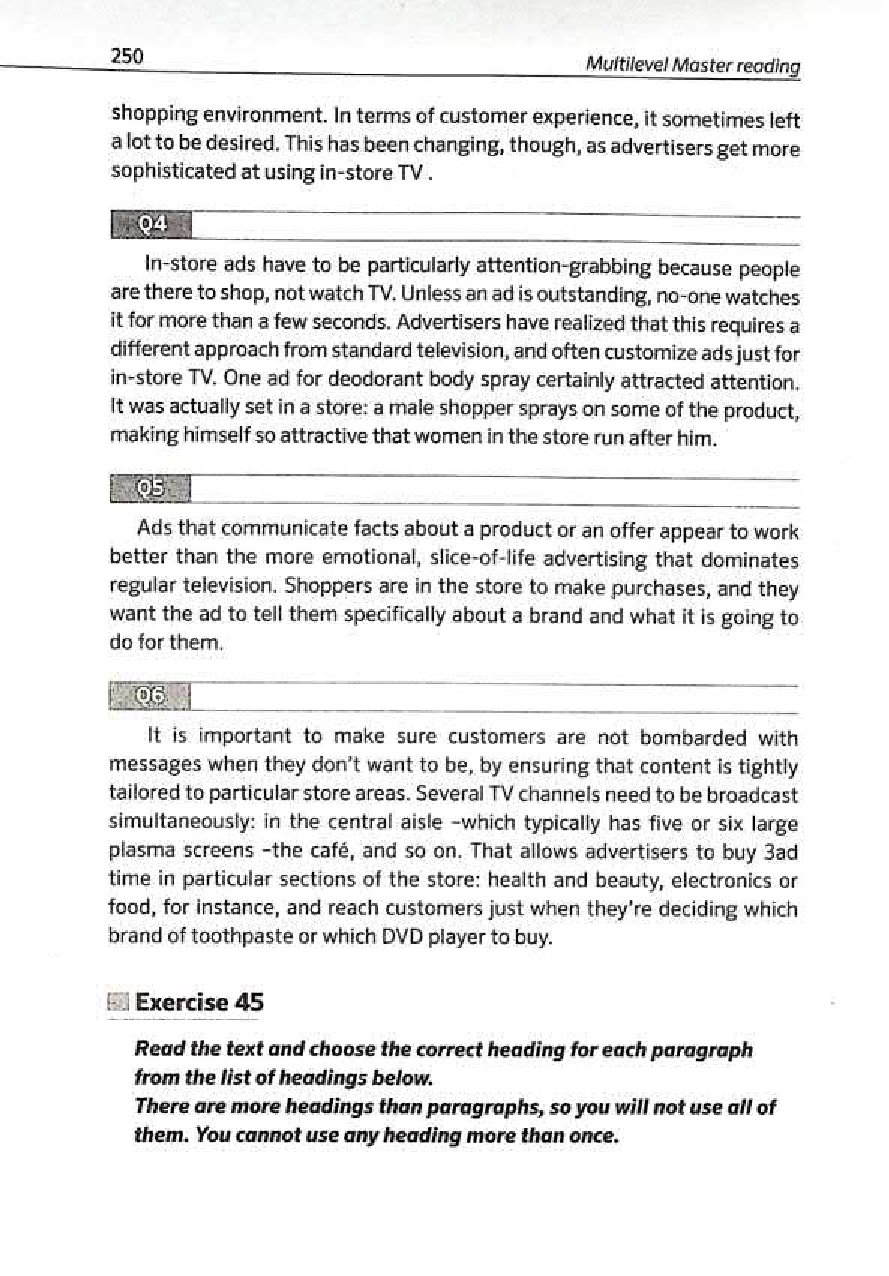 250
Multilevel Master reading
shopping environment. In terms of customer experience, it sometimes left
a lot to be desired. This has been changing, though, as advertisers get more
sophisticated at using in-store TV .
Q4
In-store ads have to be particularly attention-grabbing because people
are there to shop, not watch TV. Unless an ad is outstanding, no-one watches
it for more than a few seconds. Advertisers have realized that this requires a
different approach from standard television, and often customize ads just for
in-store TV. One ad for deodorant body spray certainly attracted attention.
It was actually set in a store: a male shopper sprays on some of the product,
making himself so attractive that women in the store run after him.
Q5
Ads that communicate facts about a product or an offer appear to work
better than the more emotional, slice-of-life advertising that dominates
regular television. Shoppers are in the store to make purchases, and they
want the ad to tell them specifically about a brand and what it is going to
do for them.
Q6
It is important to make sure customers are not bombarded with
messages when they don't want to be, by ensuring that content is tightly
tailored to particular store areas. Several TV channels need to be broadcast
simultaneously: in the central aisle -which typically has five or six large
plasma screens -the café, and so on. That allows advertisers to buy 3ad
time in particular sections of the store: health and beauty, electronics or
food, for instance, and reach customers just when they're deciding which
brand of toothpaste or which DVD player to buy.
Exercise 45
Read the text and choose the correct heading for each paragraph
from the list of headings below.
There are more headings than paragraphs, so you will not use all of
them. You cannot use any heading more than once.